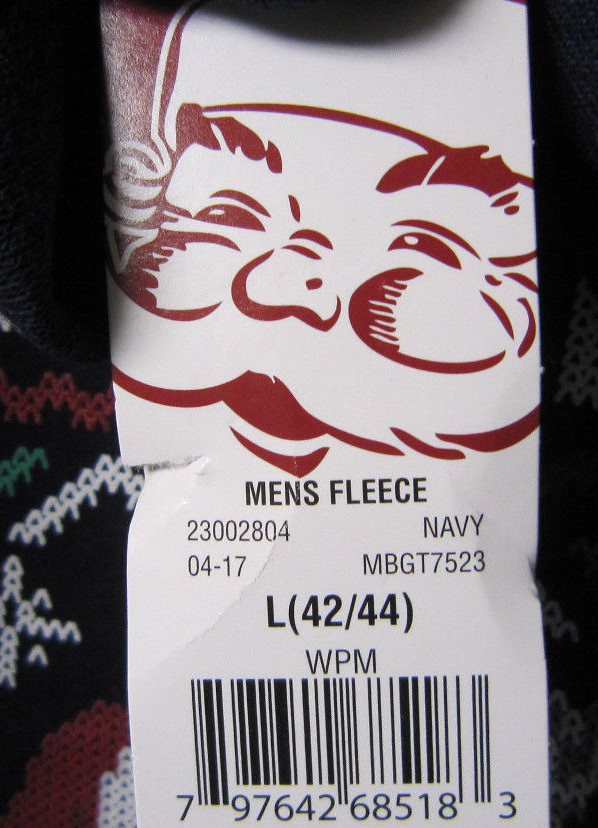 MENS FLEECE
23002804 NAVY
04-17 MBGT7523
L(42/44)
WPM
7 97642 68518 3